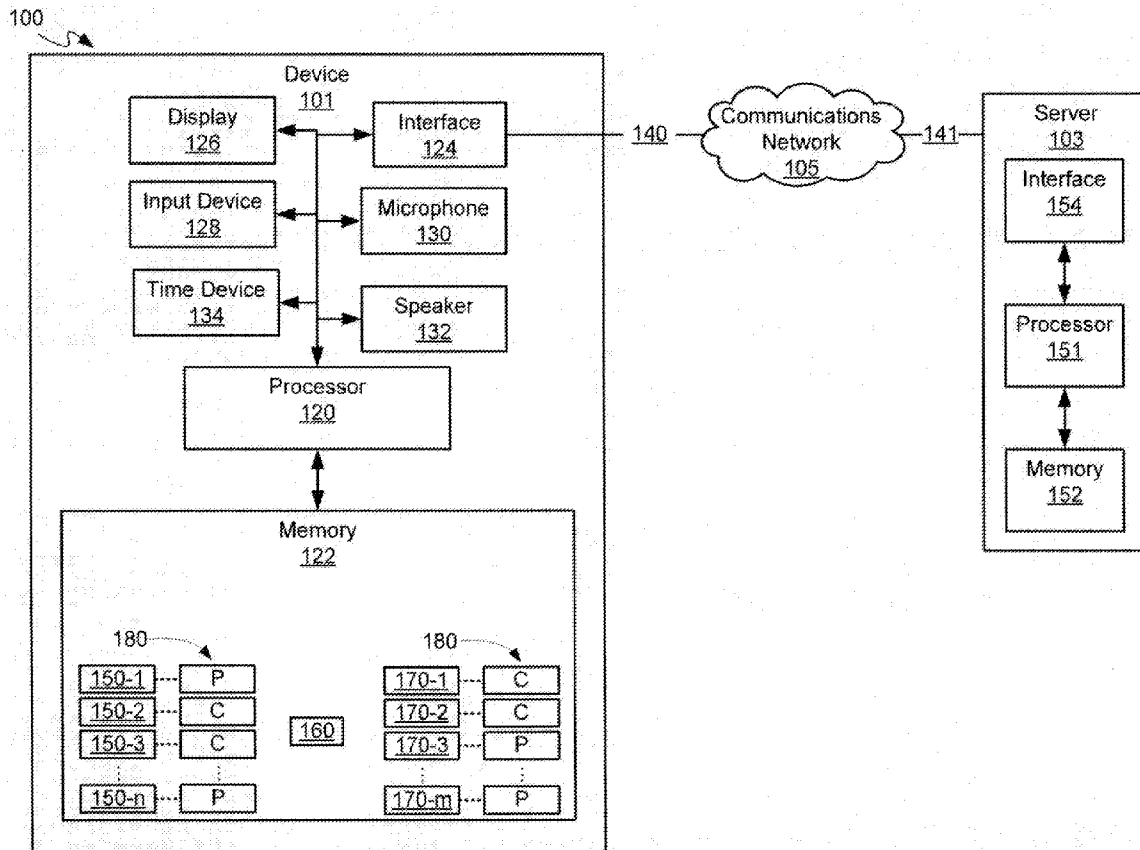 100
Device
101
Display
126
Interface
124
Input Device
128
Microphone
130
Time Device
134
Speaker
132
Processor
120
Memory
122
180
150-1 P
150-2 C
150-3 C
150-n P
160
180
170-1 C
170-2 C
170-3 P
170-m P
140
Communications
Network
105
141
Server
103
Interface
154
Processor
151
Memory
152